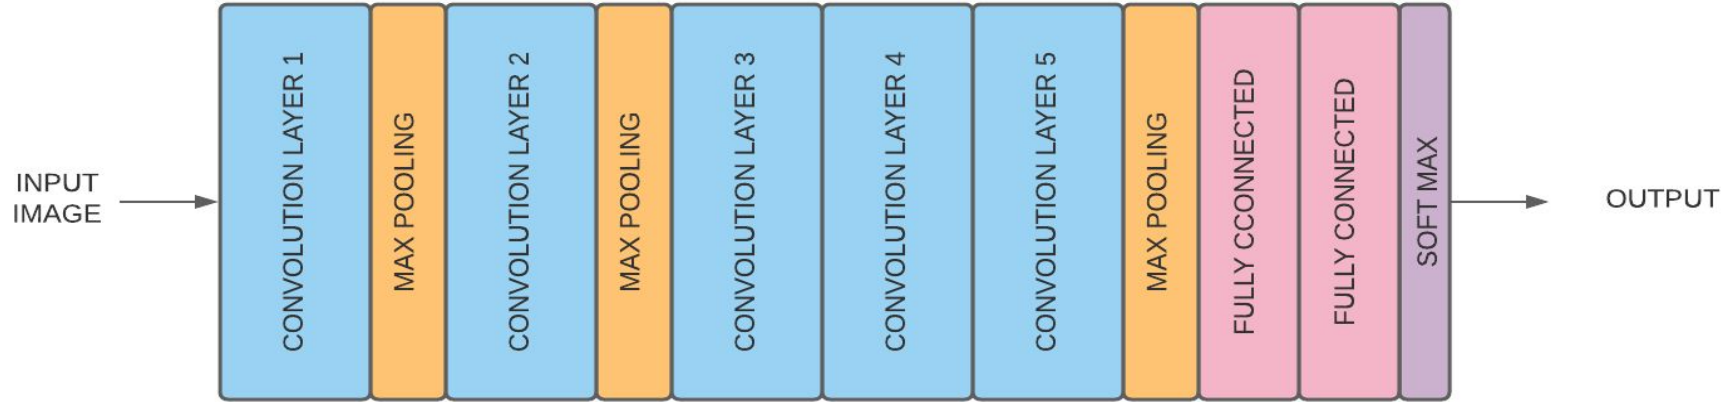 INPUT
IMAGE
CONVOLUTION LAYER 1
MAX POOLING
CONVOLUTION LAYER 2
MAX POOLING
CONVOLUTION LAYER 3
CONVOLUTION LAYER 4
CONVOLUTION LAYER 5
MAX POOLING
FULLY CONNECTED
FULLY CONNECTED
SOFT MAX
OUTPUT